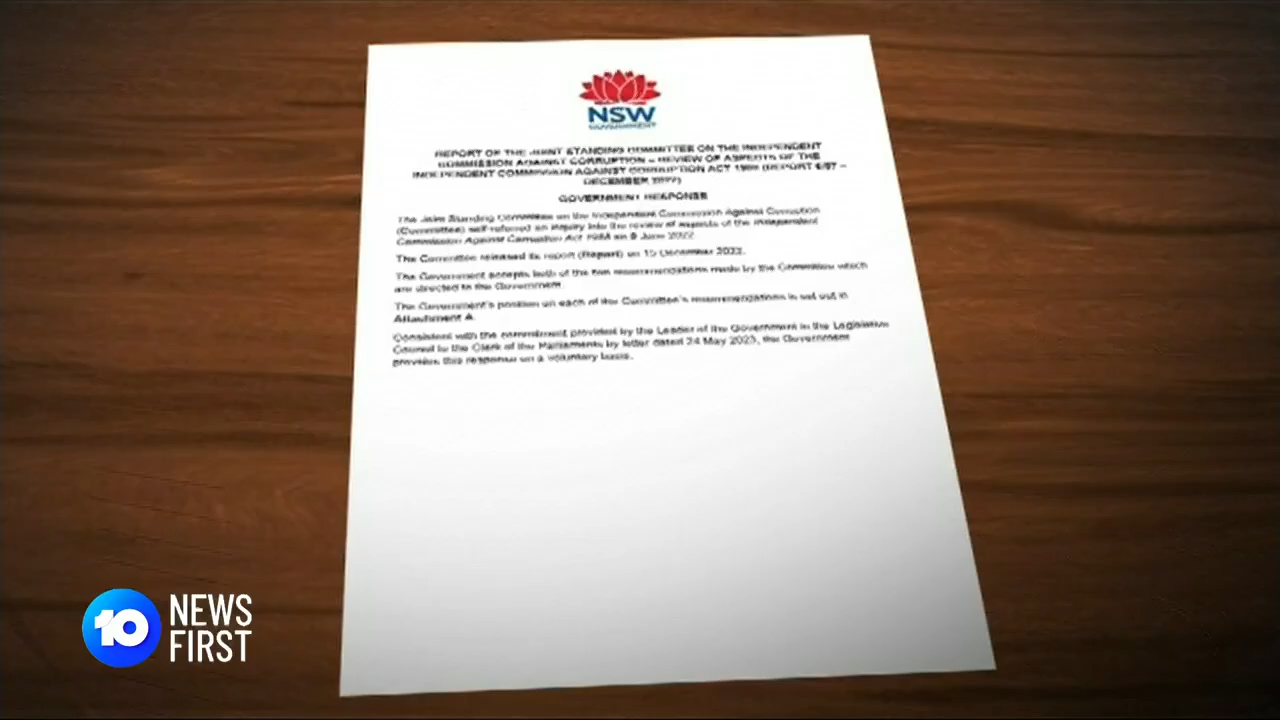 NSW
GOVERNMENT
REPORT OF THE JOINT STANDING COMMITTEE ON THE INDEPENDENT
COMMISSION AGAINST CORRUPTION – REVIEW OF ASPECTS OF THE
INDEPENDENT COMMISSION AGAINST CORRUPTION ACT 1988 (REPORT 6/57 –
DECEMBER 2022)
GOVERNMENT RESPONSE
The Joint Standing Committee on the Independent Commission Against Corruption
(Committee) self-referred an inquiry into the review of aspects of the Independent
Commission Against Corruption Act 1988 on 9 June 2022.
The Committee released its report (Report) on 15 December 2022.
The Government accepts both of the recommendations made by the Committee which
are directed to the Government.
The Government's position on each of the Committee's recommendations is set out in
Attachment A.
Consistent with the commitment provided by the Leader of the Government in the Legislative
Council to the Clerk of the Parliaments by letter dated 24 May 2023, the Government
provides this response on a voluntary basis.
10 NEWS
FIRST